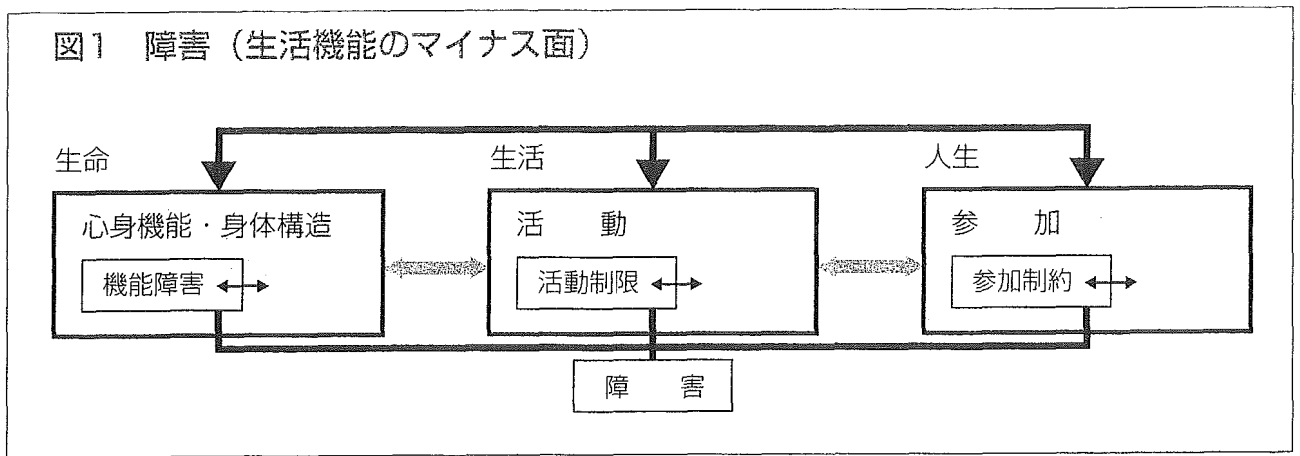 図1 障害（生活機能のマイナス面）
生命
生活
人生
心身機能・身体構造
活 動
参 加
機能障害
活動制限
参加制約
障 害